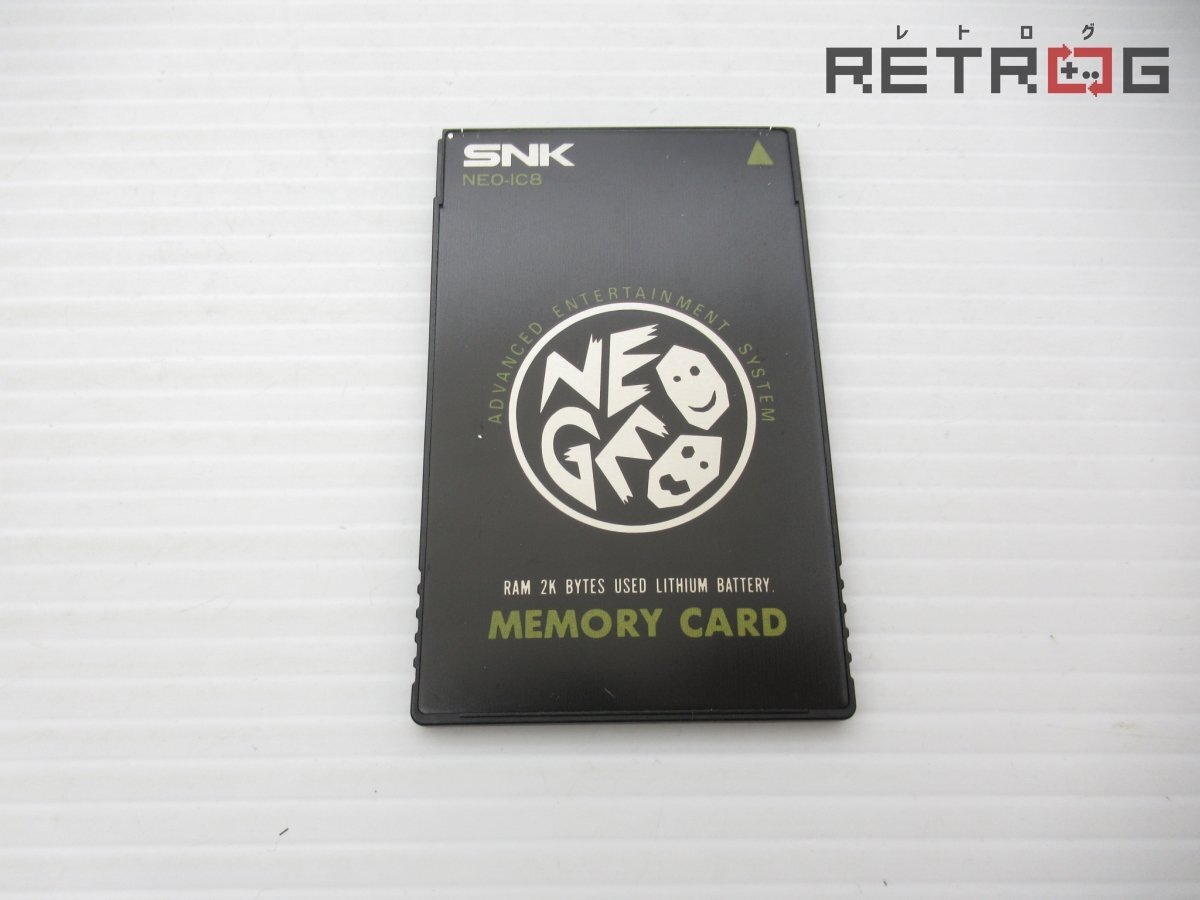 レトログ
RETROG
SNK
NEO-IC8
ADVANCED ENTERTAINMENT SYSTEM
NEO
GEO
RAM 2K BYTES USED LITHIUM BATTERY.
MEMORY CARD